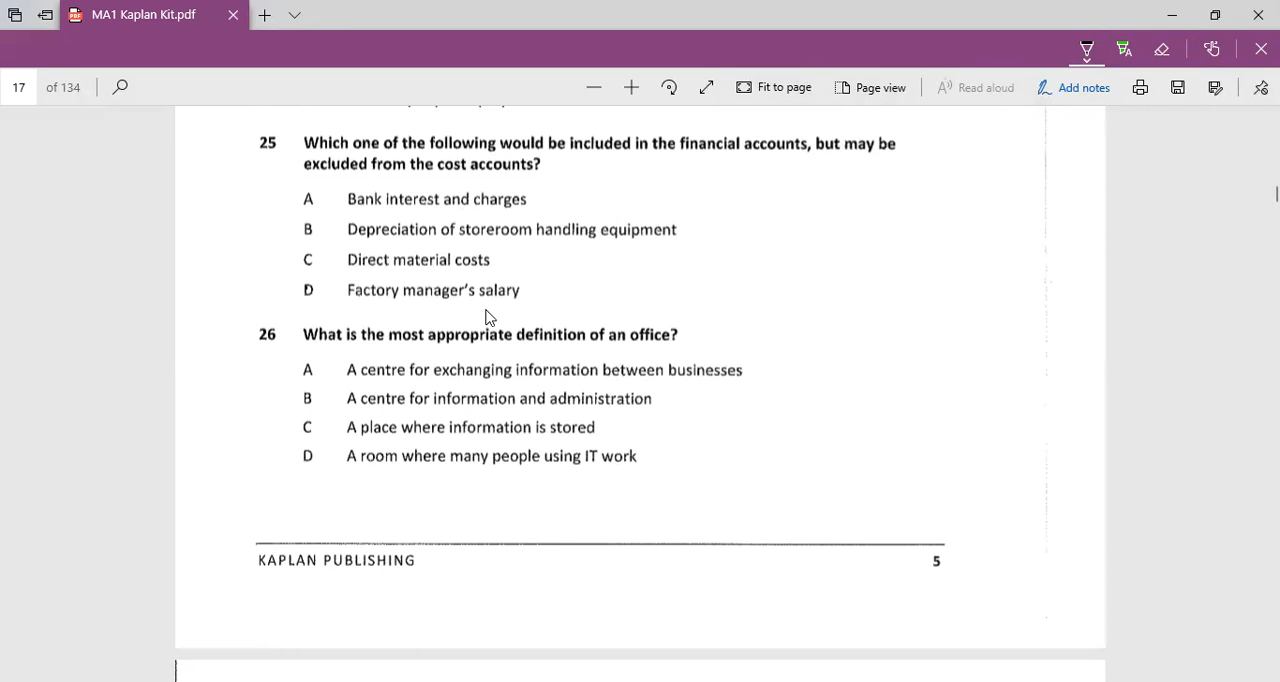 MA1 Kaplan Kit.pdf
17 of 134 Fit to page Page view Read aloud Add notes
25 Which one of the following would be included in the financial accounts, but may be
excluded from the cost accounts?
A Bank interest and charges
B Depreciation of storeroom handling equipment
C Direct material costs
D Factory manager's salary
26 What is the most appropriate definition of an office?
A A centre for exchanging information between businesses
B A centre for information and administration
C A place where information is stored
D A room where many people using IT work
KAPLAN PUBLISHING 5